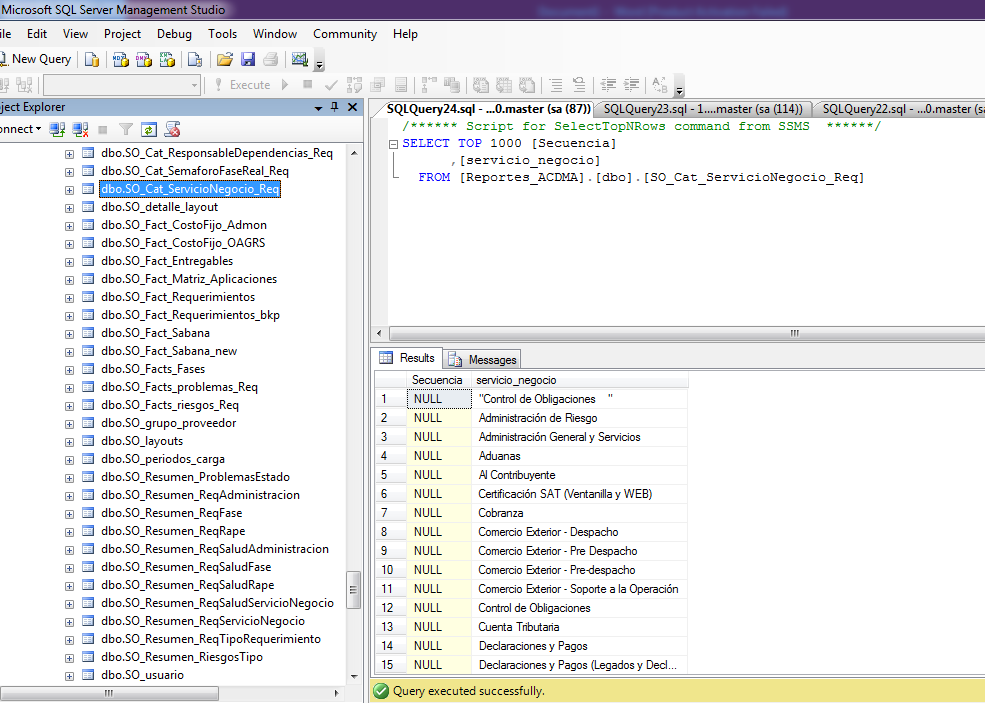 Microsoft SQL Server Management Studio
ile Edit View Project Debug Tools Window Community Help
New Query
Execute
ject Explorer
onnect
dbo.SO_Cat_ResponsableDependencias_Req
dbo.SO_Cat_SemaforoFaseReal_Req
dbo.SO_Cat_ServicioNegocio_Req
dbo.SO_detalle_layout
dbo.SO_Fact_CostoFijo_Admon
dbo.SO_Fact_CostoFijo_OAGRS
dbo.SO_Fact_Entregables
dbo.SO_Fact_Matriz_Aplicaciones
dbo.SO_Fact_Requerimientos
dbo.SO_Fact_Requerimientos_bkp
dbo.SO_Fact_Sabana
dbo.SO_Fact_Sabana_new
dbo.SO_Facts_Fases
dbo.SO_Facts_problemas_Req
dbo.SO_Facts_riesgos_Req
dbo.SO_grupo_proveedor
dbo.SO_layouts
dbo.SO_periodos_carga
dbo.SO_Resumen_ProblemasEstado
dbo.SO_Resumen_ReqAdministracion
dbo.SO_Resumen_ReqFase
dbo.SO_Resumen_ReqRape
dbo.SO_Resumen_ReqSaludAdministracion
dbo.SO_Resumen_ReqSaludFase
dbo.SO_Resumen_ReqSaludRape
dbo.SO_Resumen_ReqSaludServicioNegocio
dbo.SO_Resumen_ReqServicioNegocio
dbo.SO_Resumen_ReqTipoRequerimiento
dbo.SO_Resumen_RiesgosTipo
dbo.SO_usuario
SQLQuery24.sql - ...0.master (sa (87)) SQLQuery23.sql - 1....master (sa (114)) SQLQuery22.sql - ...0.master (sa
/****** Script for SelectTopNRows command from SSMS ******/
SELECT TOP 1000 [Secuencia]
,[servicio_negocio]
FROM [Reportes_ACDMA].[dbo].[SO_Cat_ServicioNegocio_Req]
Results Messages
Secuencia servicio_negocio
1 NULL "Control de Obligaciones "
2 NULL Administración de Riesgo
3 NULL Administración General y Servicios
4 NULL Aduanas
5 NULL Al Contribuyente
6 NULL Certificación SAT (Ventanilla y WEB)
7 NULL Cobranza
8 NULL Comercio Exterior - Despacho
9 NULL Comercio Exterior - Pre Despacho
10 NULL Comercio Exterior - Pre-despacho
11 NULL Comercio Exterior - Soporte a la Operación
12 NULL Control de Obligaciones
13 NULL Cuenta Tributaria
14 NULL Declaraciones y Pagos
15 NULL Declaraciones y Pagos (Legados y Decl...
Query executed successfully.